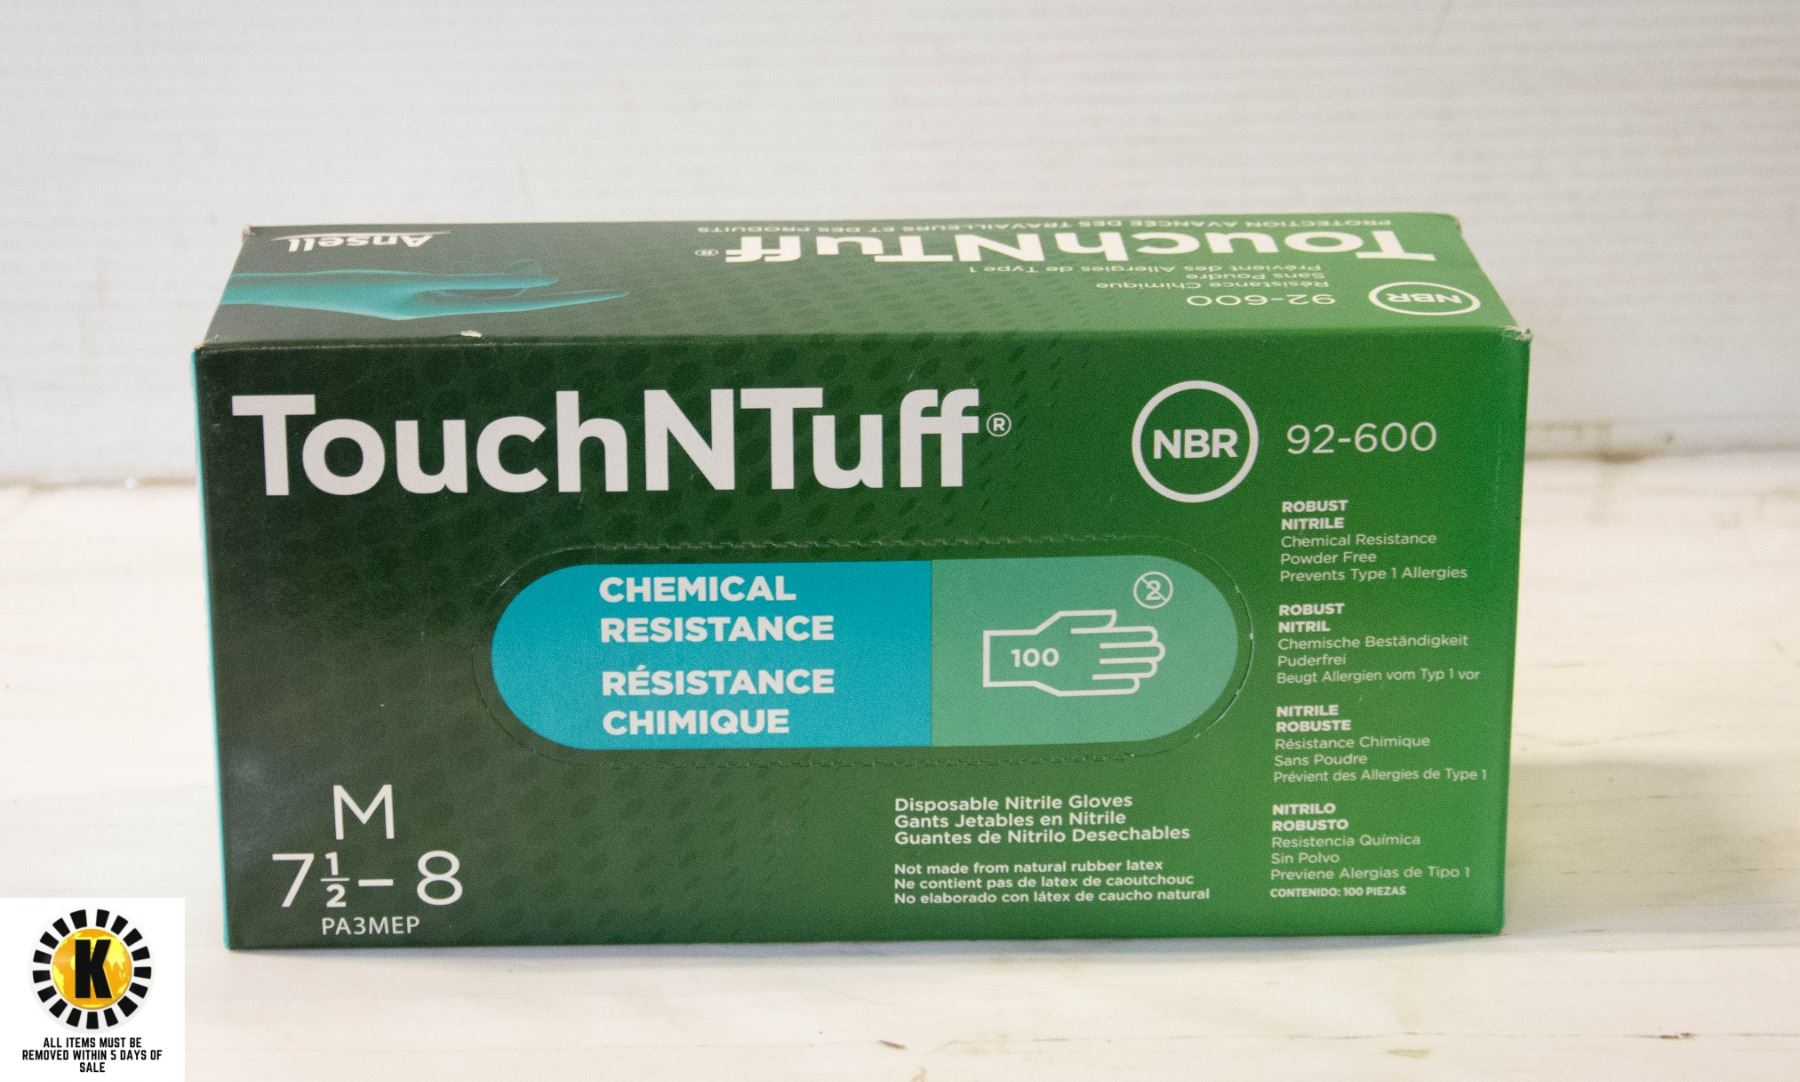 Ansell
TouchNTuff®
PROTECTION AVANCÉE DES TRAVAILLEURS ET DES PRODUITS
NBR
92-600
Résistance Chimique
Sans Poudre
Prévient des Allergies de Type 1
TouchNTuff®
NBR
92-600
CHEMICAL
RESISTANCE
RÉSISTANCE
CHIMIQUE
100
2
ROBUST
NITRILE
Chemical Resistance
Powder Free
Prevents Type 1 Allergies
ROBUST
NITRIL
Chemische Beständigkeit
Puderfrei
Beugt Allergien vom Typ 1 vor
NITRILE
ROBUSTE
Résistance Chimique
Sans Poudre
Prévient des Allergies de Type 1
NITRILO
ROBUSTO
Resistencia Química
Sin Polvo
Previene Alergias de Tipo 1
CONTENIDO: 100 PIEZAS
Disposable Nitrile Gloves
Gants Jetables en Nitrile
Guantes de Nitrilo Desechables
Not made from natural rubber latex
Ne contient pas de latex de caoutchouc
No elaborado con látex de caucho natural
M
7 1/2 – 8
РАЗМЕР
K
ALL ITEMS MUST BE
REMOVED WITHIN 5 DAYS OF
SALE